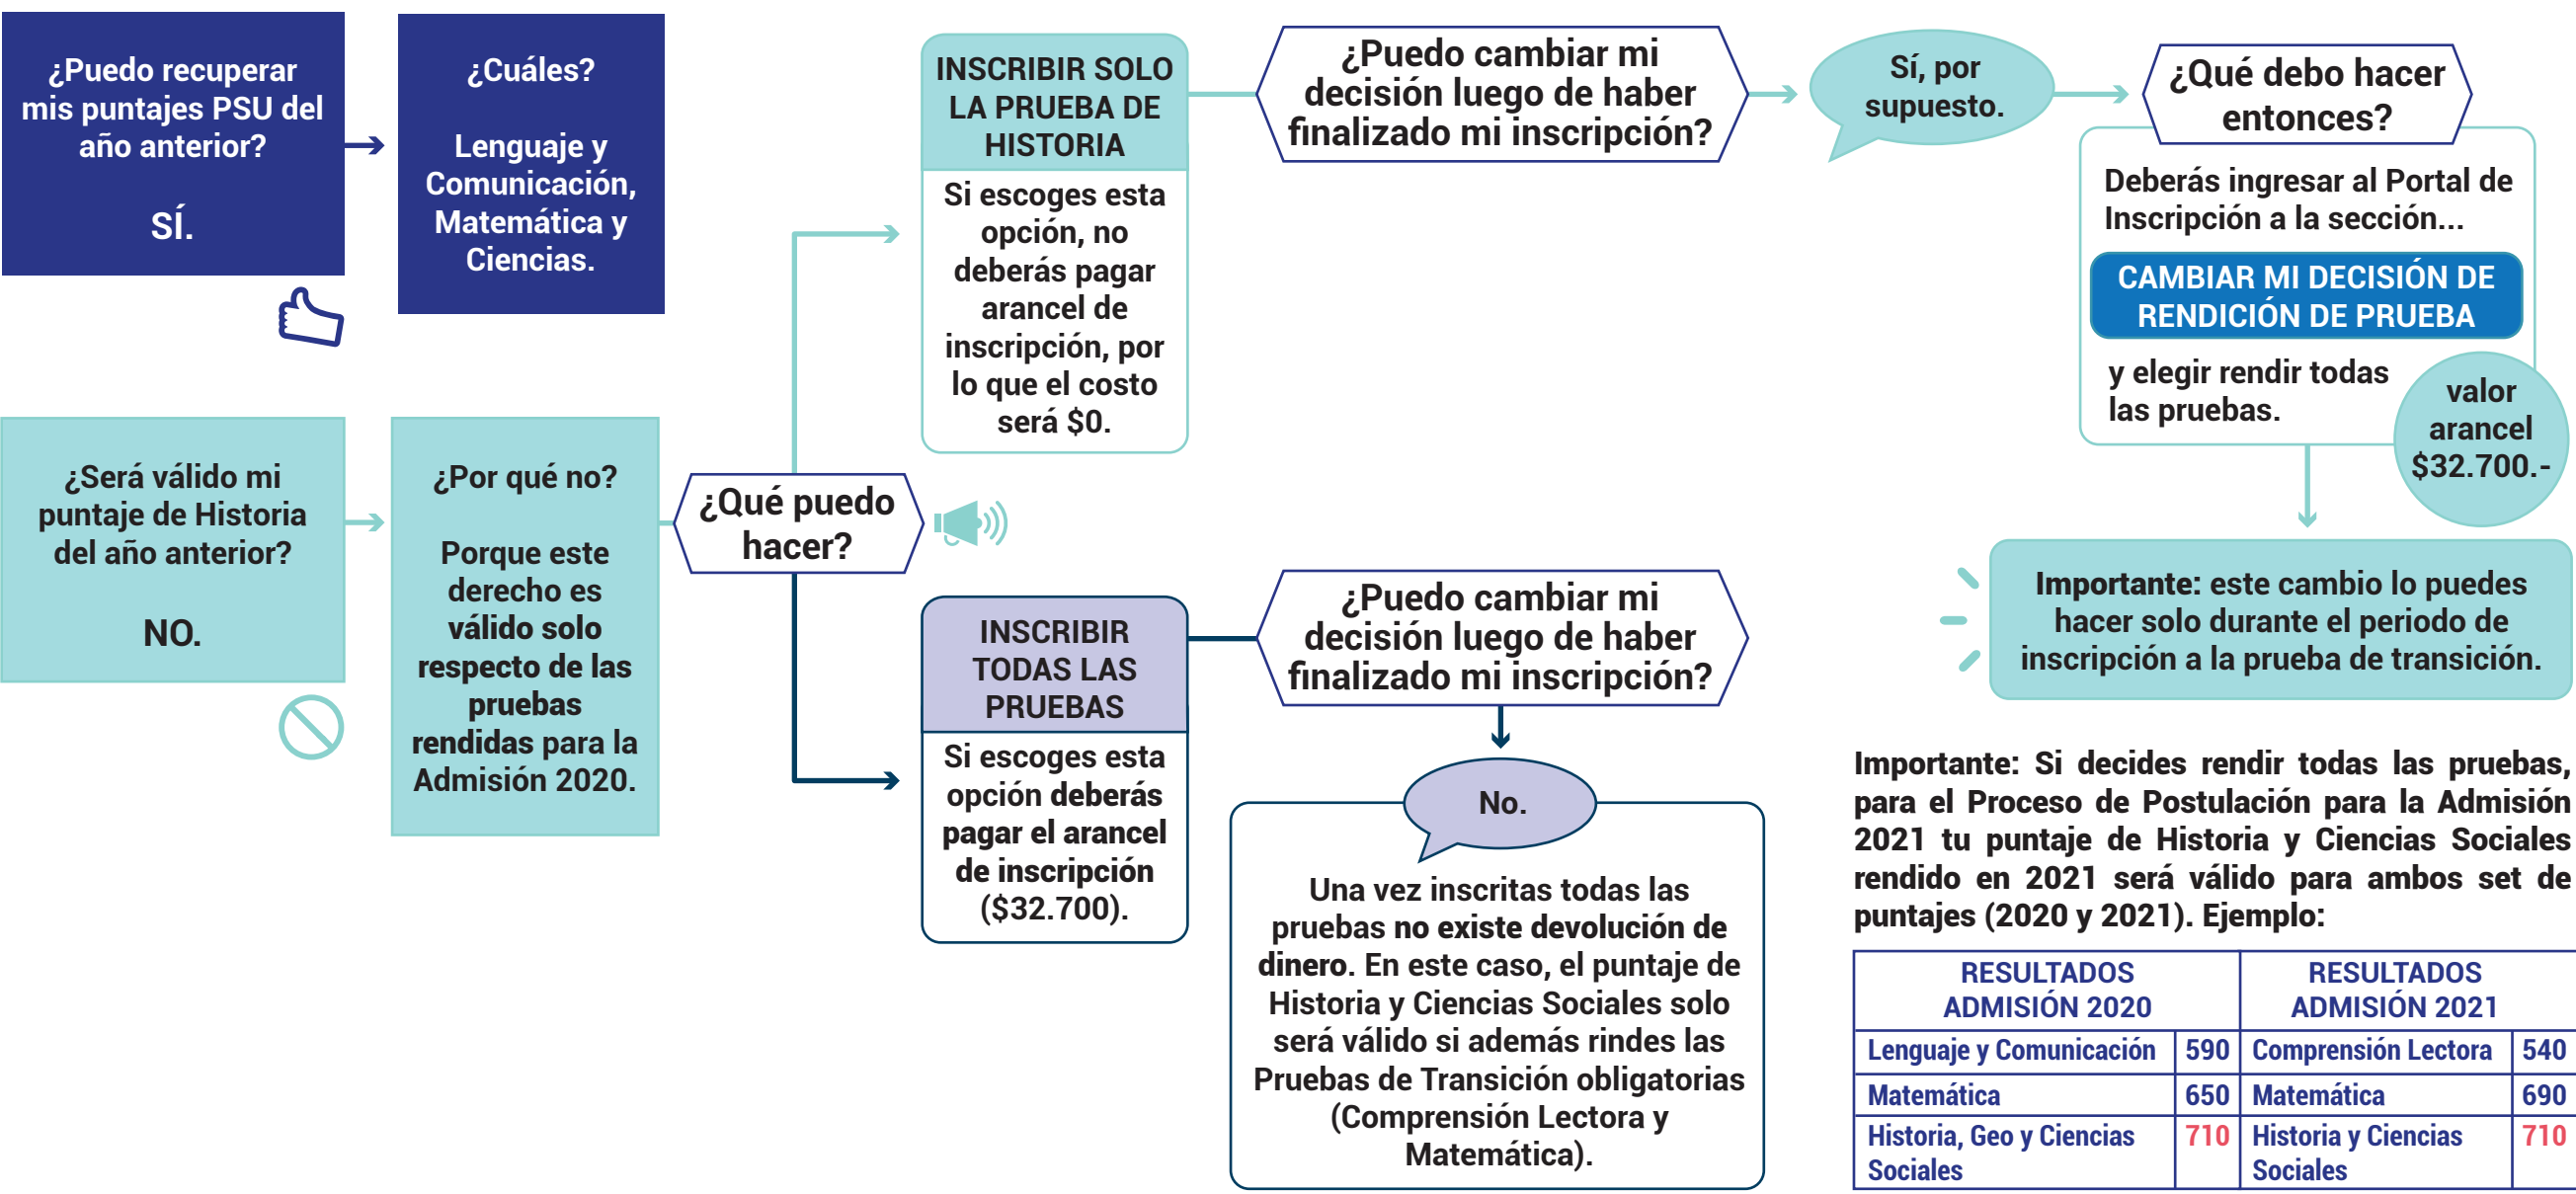 ¿Puedo recuperar
mis puntajes PSU del
año anterior?
SÍ.
¿Cuáles?
Lenguaje y
Comunicación,
Matemática y
Ciencias.
¿Será válido mi
puntaje de Historia
del año anterior?
NO.
¿Por qué no?
Porque este
derecho es
válido solo
respecto de las
pruebas
rendidas para la
Admisión 2020.
¿Qué puedo
hacer?
INSCRIBIR SOLO
LA PRUEBA DE
HISTORIA
Si escoges esta
opción, no
deberás pagar
arancel de
inscripción, por
lo que el costo
será $0.
¿Puedo cambiar mi
decisión luego de haber
finalizado mi inscripción?
Sí, por
supuesto.
¿Qué debo hacer
entonces?
Deberás ingresar al Portal de
Inscripción a la sección...
CAMBIAR MI DECISIÓN DE
RENDICIÓN DE PRUEBA
y elegir rendir todas
las pruebas.
valor
arancel
$32.700.-
Importante: este cambio lo puedes
hacer solo durante el periodo de
inscripción a la prueba de transición.
INSCRIBIR
TODAS LAS
PRUEBAS
Si escoges esta
opción deberás
pagar el arancel
de inscripción
($32.700).
¿Puedo cambiar mi
decisión luego de haber
finalizado mi inscripción?
No.
Una vez inscritas todas las
pruebas no existe devolución de
dinero. En este caso, el puntaje de
Historia y Ciencias Sociales solo
será válido si además rindes las
Pruebas de Transición obligatorias
(Comprensión Lectora y
Matemática).
Importante: Si decides rendir todas las pruebas,
para el Proceso de Postulación para la Admisión
2021 tu puntaje de Historia y Ciencias Sociales
rendido en 2021 será válido para ambos set de
puntajes (2020 y 2021). Ejemplo:
RESULTADOS
ADMISIÓN 2020
RESULTADOS
ADMISIÓN 2021
Lenguaje y Comunicación 590 Comprensión Lectora 540
Matemática 650 Matemática 690
Historia, Geo y Ciencias
Sociales
710
Historia y Ciencias
Sociales
710